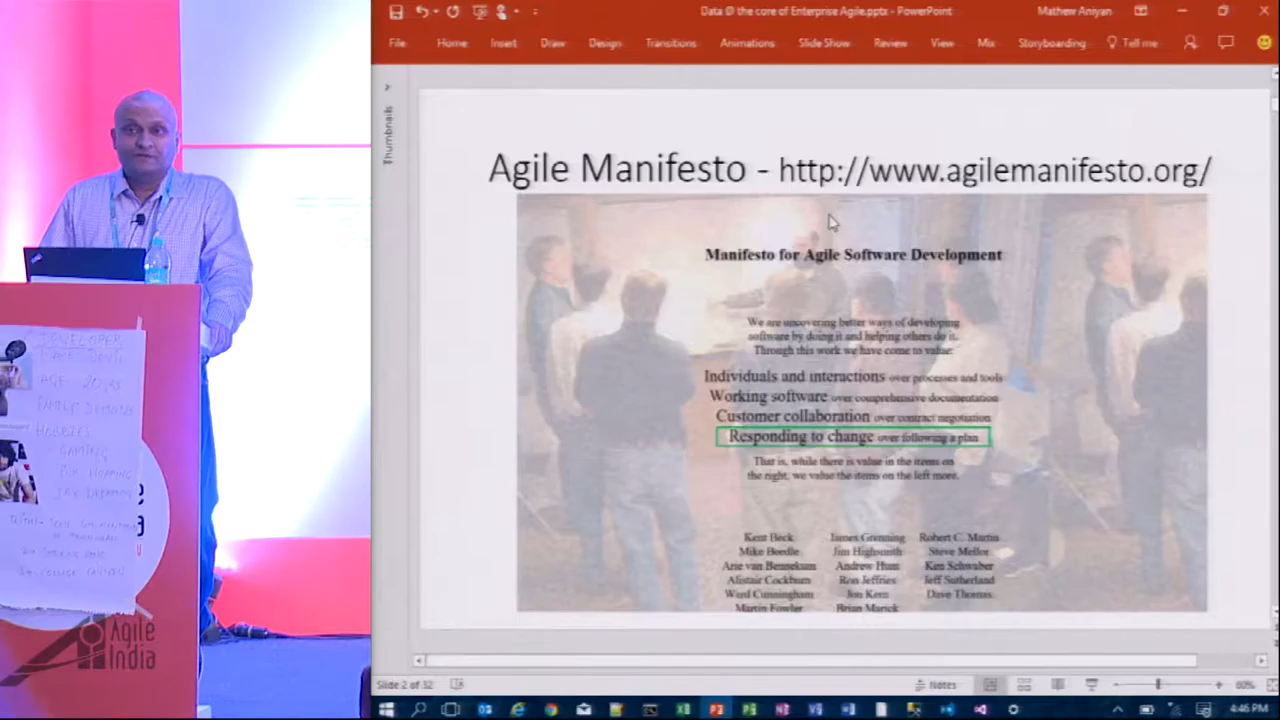 Data @ the core of Enterprise Agile.pptx - PowerPoint
Mathew Aniyan
File Home Insert Draw Design Transitions Animations Slide Show Review View Mix Storyboarding Tell me
Thumbnails
Agile Manifesto - http://www.agilemanifesto.org/
Manifesto for Agile Software Development
We are uncovering better ways of developing
software by doing it and helping others do it.
Through this work we have come to value:
Individuals and interactions over processes and tools
Working software over comprehensive documentation
Customer collaboration over contract negotiation
Responding to change over following a plan
That is, while there is value in the items on
the right, we value the items on the left more.
Kent Beck James Grenning Robert C. Martin
Mike Beedle Jim Highsmith Steve Mellor
Arie van Bennekum Andrew Hunt Ken Schwaber
Alistair Cockburn Ron Jeffries Jeff Sutherland
Ward Cunningham Jon Kern Dave Thomas
Martin Fowler Brian Marick
Slide 2 of 32
Notes
60%
4:46 PM
DEVELOPER
AGE
HOBBIES
GAMING
Agile
India